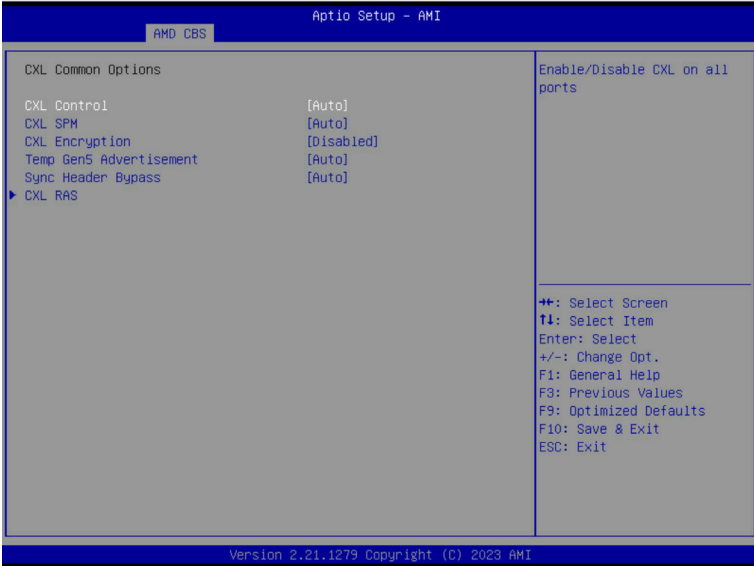 Aptio Setup - AMI
AMD CBS
CXL Common Options
CXL Control [Auto]
CXL SPM [Auto]
CXL Encryption [Disabled]
Temp Gen5 Advertisement [Auto]
Sync Header Bypass [Auto]
CXL RAS
Enable/Disable CXL on all
ports
→←: Select Screen
↑↓: Select Item
Enter: Select
+/-: Change Opt.
F1: General Help
F3: Previous Values
F9: Optimized Defaults
F10: Save & Exit
ESC: Exit
Version 2.21.1279 Copyright (C) 2023 AMI